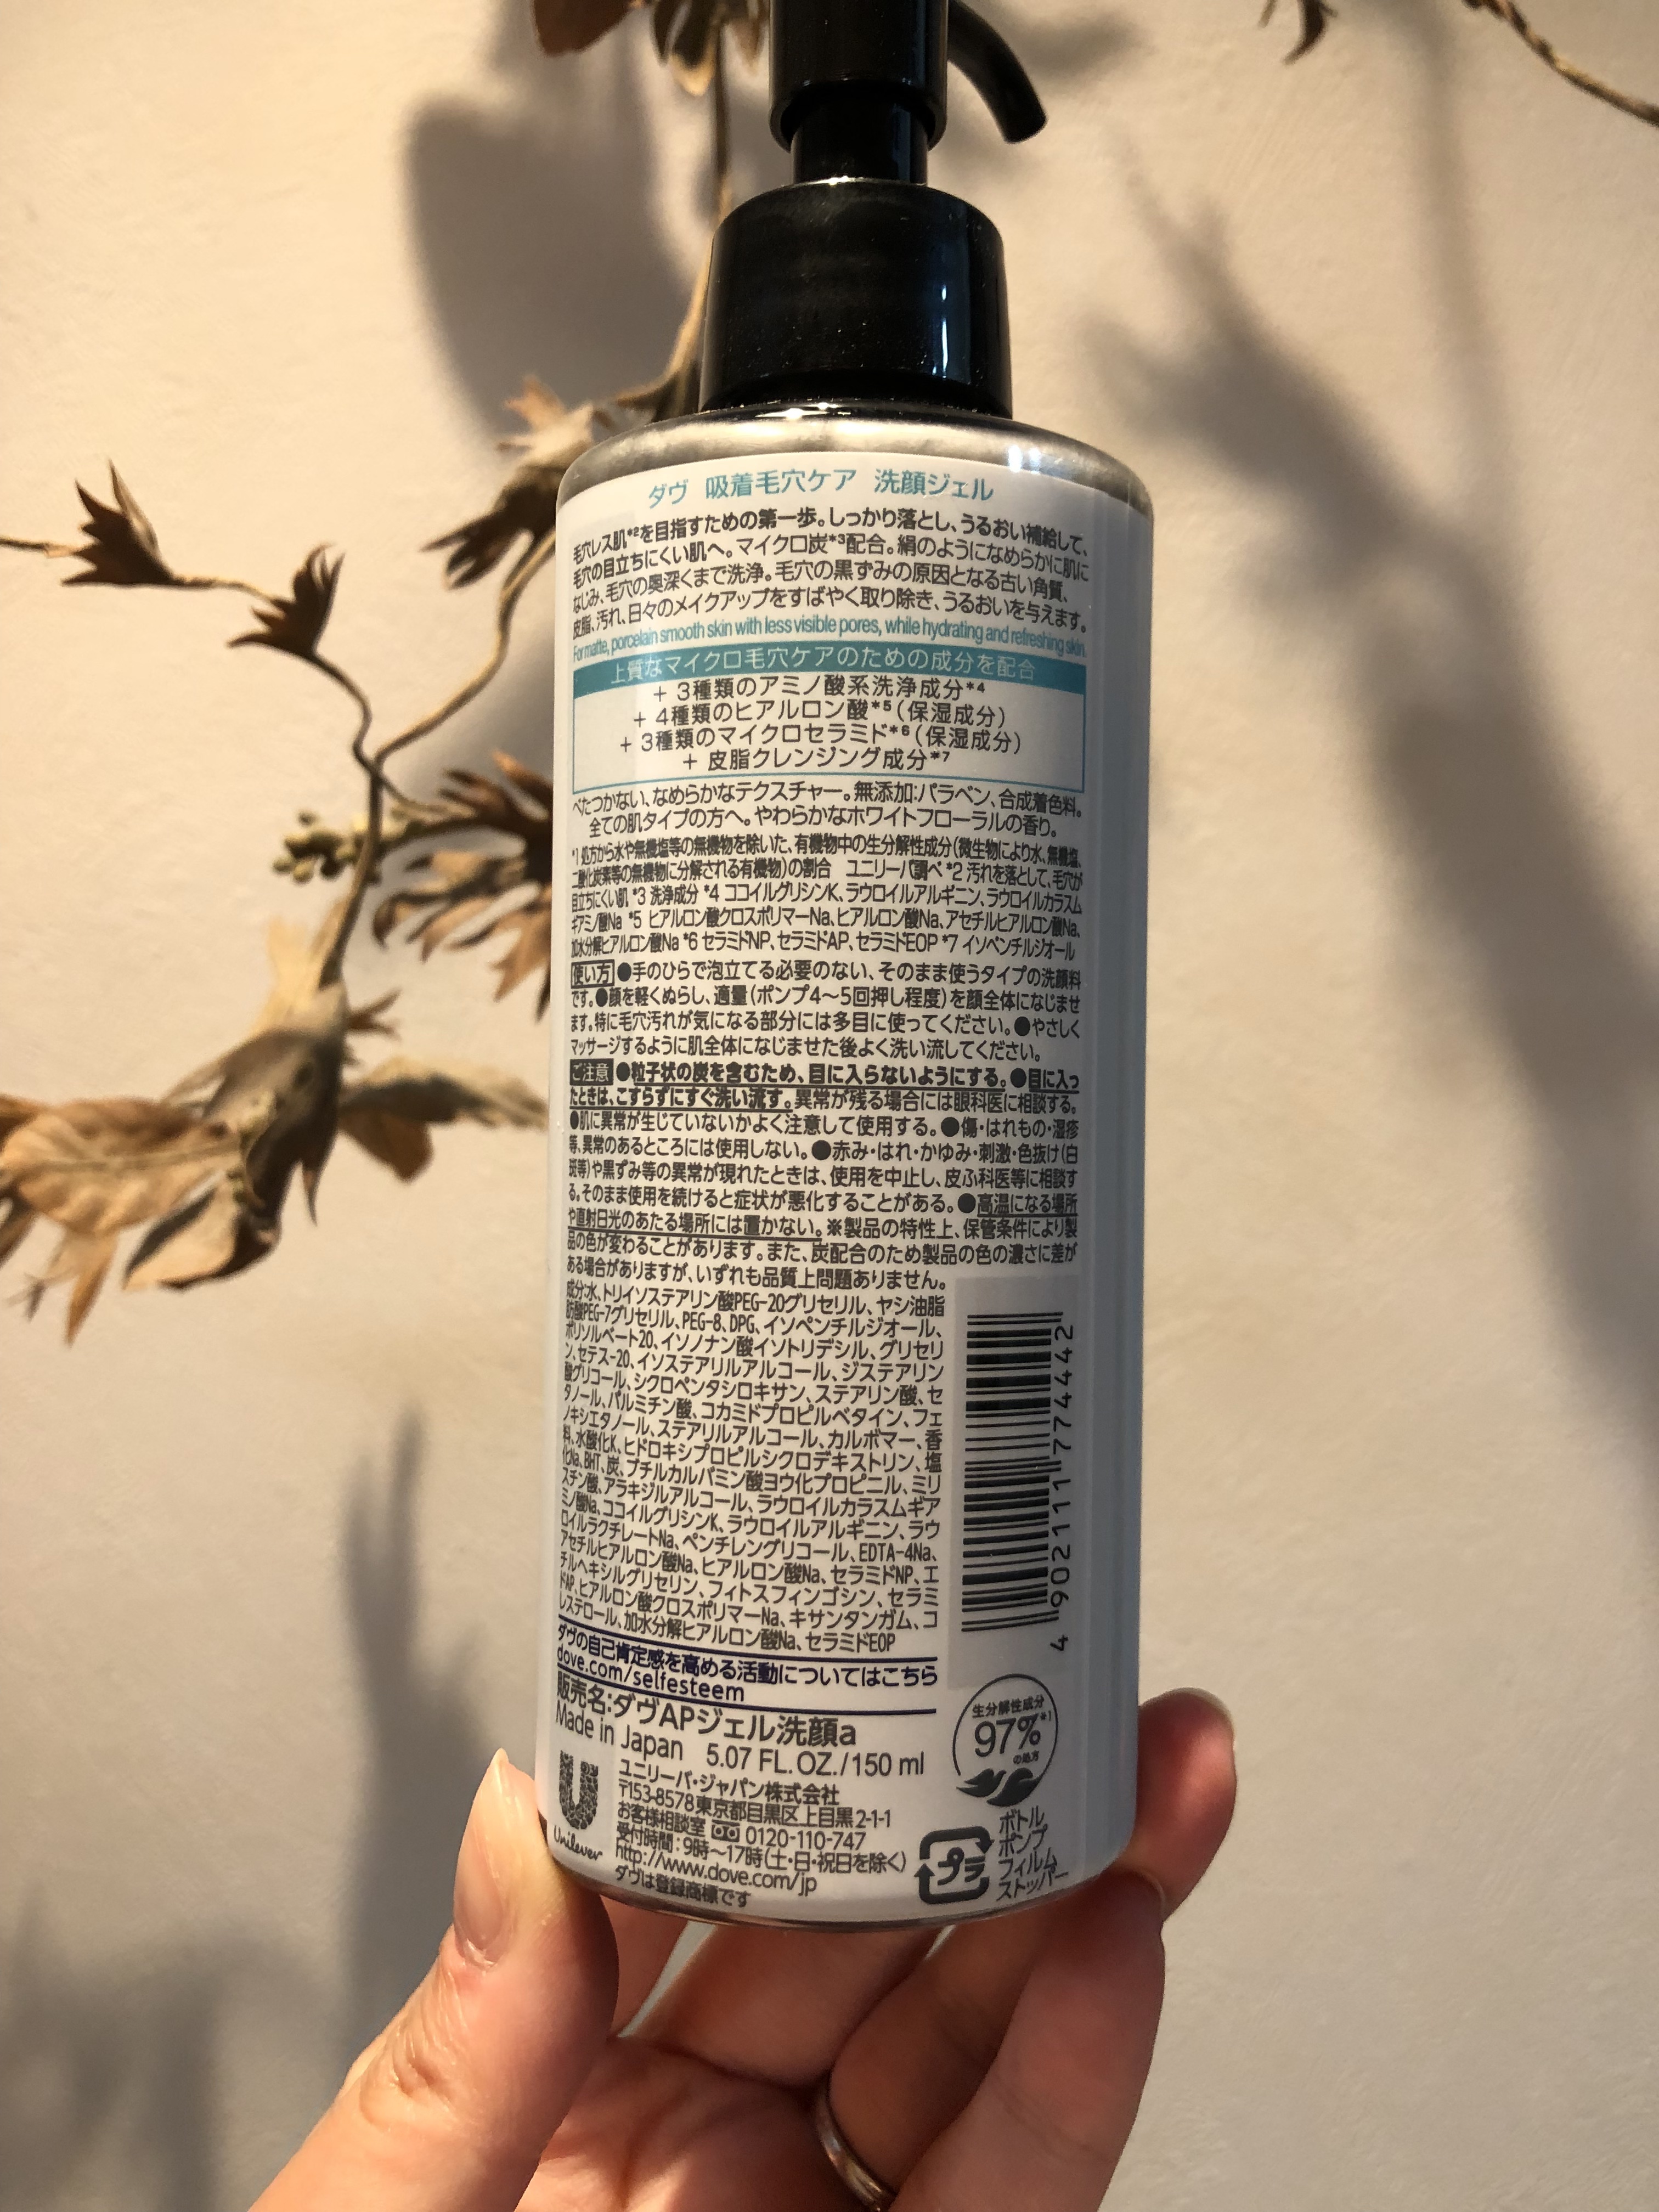 ダヴ 吸着毛穴ケア 洗顔ジェル
毛穴レス肌*2を目指すための第一歩。しっかり落とし、うるおい補給して、
毛穴の目立ちにくい肌へ。マイクロ炭*3配合。絹のようになめらかに肌に
なじみ、毛穴の奥深くまで洗浄。毛穴の黒ずみの原因となる古い角質、
皮脂、汚れ、日々のメイクアップをすばやく取り除き、うるおいを与えます。
For matte, porcelain smooth skin with less visible pores, while hydrating and refreshing skin.
上質なマイクロ毛穴ケアのための成分を配合
+ 3種類のアミノ酸系洗浄成分*4
+ 4種類のヒアルロン酸*5(保湿成分)
+ 3種類のマイクロセラミド*6(保湿成分)
+ 皮脂クレンジング成分*7
べたつかない、なめらかなテクスチャー。無添加:パラベン、合成着色料。
全ての肌タイプの方へ。やわらかなホワイトフローラルの香り。
*1 処方から水や無機塩等の無機物を除いた、有機物中の生分解性成分(微生物により水、無機塩、
二酸化炭素等の無機物に分解される有機物)の割合 ユニリーバ調べ *2 汚れを落として、毛穴が
目立ちにくい肌 *3 洗浄成分 *4 ココイルグリシンK、ラウロイルアルギニン、ラウロイルカラスム
ギアミノ酸Na *5 ヒアルロン酸クロスポリマーNa、ヒアルロン酸Na、アセチルヒアルロン酸Na、
加水分解ヒアルロン酸Na *6 セラミドNP、セラミドAP、セラミドEOP *7 イソペンチルジオール
使い方 ●手のひらで泡立てる必要のない、そのまま使うタイプの洗顔料
です。●顔を軽くぬらし、適量(ポンプ4～5回押し程度)を顔全体になじませ
ます。特に毛穴汚れが気になる部分には多目に使ってください。●やさしく
マッサージするように肌全体になじませた後よく洗い流してください。
ご注意 ●粒子状の炭を含むため、目に入らないようにする。●目に入っ
たときは、こすらずにすぐ洗い流す。異常が残る場合には眼科医に相談する。
●肌に異常が生じていないかよく注意して使用する。●傷・はれもの・湿疹
等、異常のあるところには使用しない。●赤み・はれ・かゆみ・刺激・色抜け(白
斑等)や黒ずみ等の異常が現れたときは、使用を中止し、皮ふ科医等に相談す
る。そのまま使用を続けると症状が悪化することがある。●高温になる場所
や直射日光のあたる場所には置かない。※製品の特性上、保管条件により製
品の色が変わることがあります。また、炭配合のため製品の色の濃さに差が
ある場合がありますが、いずれも品質上問題ありません。
成分:水、トリイソステアリン酸PEG-20グリセリル、ヤシ油脂
肪酸PEG-7グリセリル、PEG-8、DPG、イソペンチルジオール、
ポリソルベート20、イソノナン酸イソトリデシル、グリセリ
ン、セテス-20、イソステアリルアルコール、ジステアリン
酸グリコール、シクロペンタシロキサン、ステアリン酸、セ
タノール、パルミチン酸、コカミドプロピルベタイン、フェ
ノキシエタノール、ステアリルアルコール、カルボマー、香
料、水酸化K、ヒドロキシプロピルシクロデキストリン、塩
化Na、BHT、炭、ブチルカルバミン酸ヨウ化プロピニル、ミリ
スチン酸、アラキジルアルコール、ラウロイルカラスムギア
ミノ酸Na、ココイルグリシンK、ラウロイルアルギニン、ラウ
ロイルラクチレートNa、ペンチレングリコール、EDTA-4Na、
アセチルヒアルロン酸Na、ヒアルロン酸Na、セラミドNP、エ
チルヘキシルグリセリン、フィトスフィンゴシン、セラミ
ドAP、ヒアルロン酸クロスポリマーNa、キサンタンガム、コ
レステロール、加水分解ヒアルロン酸Na、セラミドEOP
4 902111 774442
ダヴの自己肯定感を高める活動についてはこちら
dove.com/selfesteem
販売名:ダヴAPジェル洗顔a
Made in Japan 5.07 FL.OZ./150 ml
生分解性成分
97%*1
の処方
Unilever
ユニリーバ・ジャパン株式会社
〒153-8578 東京都目黒区上目黒2-1-1
お客様相談室 0120-110-747
受付時間:9時～17時(土・日・祝日を除く)
http://www.dove.com/jp
ダヴは登録商標です
プラ
ボトル
ポンプ
フィルム
ストッパー